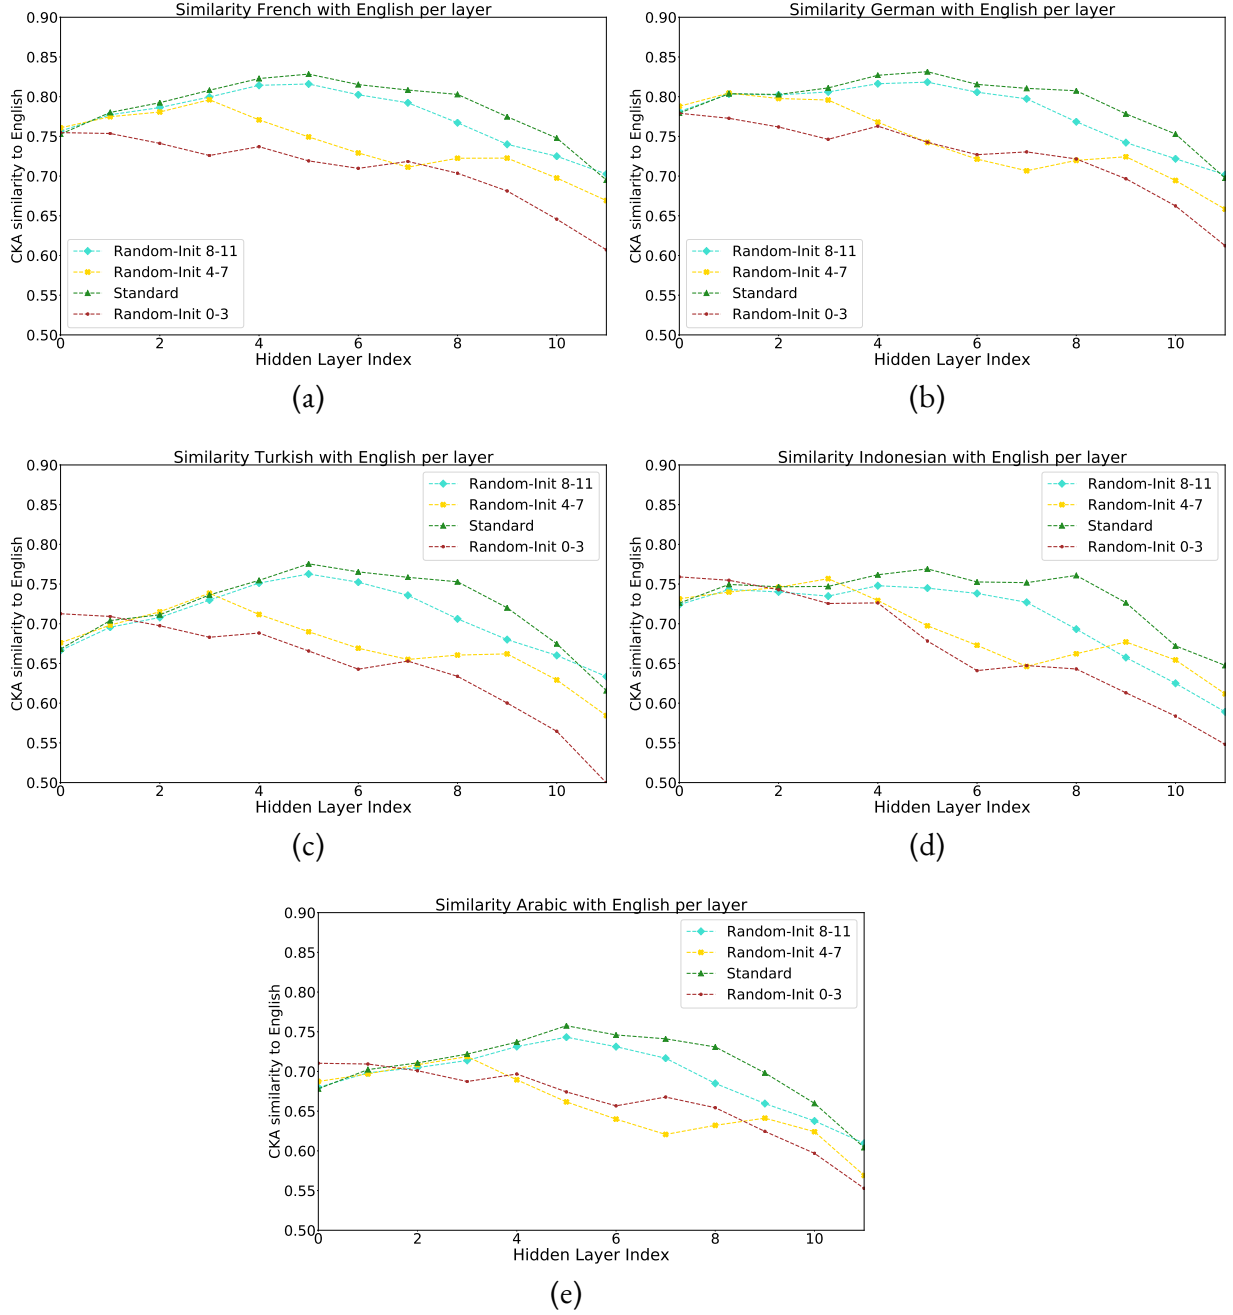 Similarity French with English per layer
CKA similarity to English
0.90
0.85
0.80
0.75
0.70
0.65
0.60
0.55
0.50
Random-Init 8-11
Random-Init 4-7
Standard
Random-Init 0-3
0 2 4 6 8 10
Hidden Layer Index
(a)
Similarity German with English per layer
CKA similarity to English
0.90
0.85
0.80
0.75
0.70
0.65
0.60
0.55
0.50
Random-Init 8-11
Random-Init 4-7
Standard
Random-Init 0-3
0 2 4 6 8 10
Hidden Layer Index
(b)
Similarity Turkish with English per layer
CKA similarity to English
0.90
0.85
0.80
0.75
0.70
0.65
0.60
0.55
0.50
Random-Init 8-11
Random-Init 4-7
Standard
Random-Init 0-3
0 2 4 6 8 10
Hidden Layer Index
(c)
Similarity Indonesian with English per layer
CKA similarity to English
0.90
0.85
0.80
0.75
0.70
0.65
0.60
0.55
0.50
Random-Init 8-11
Random-Init 4-7
Standard
Random-Init 0-3
0 2 4 6 8 10
Hidden Layer Index
(d)
Similarity Arabic with English per layer
CKA similarity to English
0.90
0.85
0.80
0.75
0.70
0.65
0.60
0.55
0.50
Random-Init 8-11
Random-Init 4-7
Standard
Random-Init 0-3
0 2 4 6 8 10
Hidden Layer Index
(e)